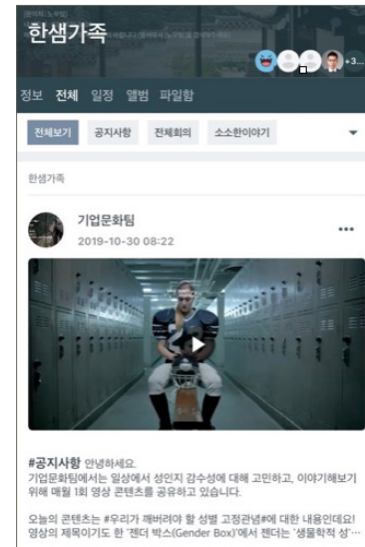 한샘가족
+3...
정보 전체 일정 앨범 파일함
전체보기 공지사항 전체회의 소소한이야기
한샘가족
기업문화팀
2019-10-30 08:22
#공지사항 안녕하세요.
기업문화팀에서는 일상에서 성인지 감수성에 대해 고민하고, 이야기해보기
위해 매월 1회 영상 콘텐츠를 공유하고 있습니다.
오늘의 콘텐츠는 #우리가 깨버려야 할 성별 고정관념#에 대한 내용인데요!
영상의 제목이기도 한 '젠더 박스(Gender Box)'에서 젠더는 '생물학적 성'…